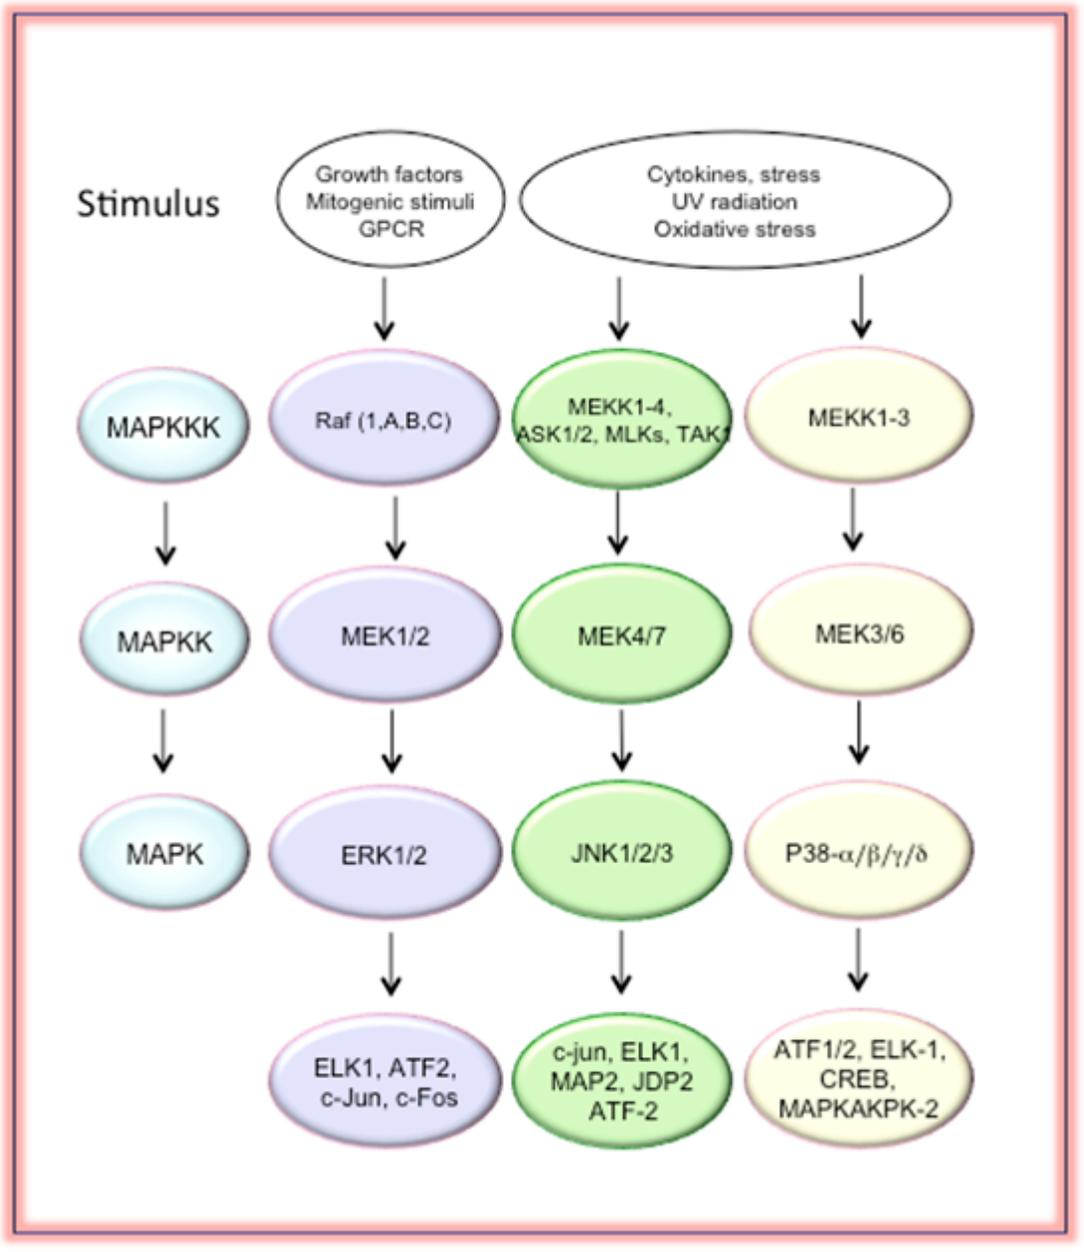 Stimulus
Growth factors
Mitogenic stimuli
GPCR
Cytokines, stress
UV radiation
Oxidative stress
MAPKKK
Raf (1,A,B,C)
MEKK1-4,
ASK1/2, MLKs, TAK1
MEKK1-3
MAPKK
MEK1/2
MEK4/7
MEK3/6
MAPK
ERK1/2
JNK1/2/3
P38-α/β/γ/δ
ELK1, ATF2,
c-Jun, c-Fos
c-jun, ELK1,
MAP2, JDP2
ATF-2
ATF1/2, ELK-1,
CREB,
MAPKAKPK-2